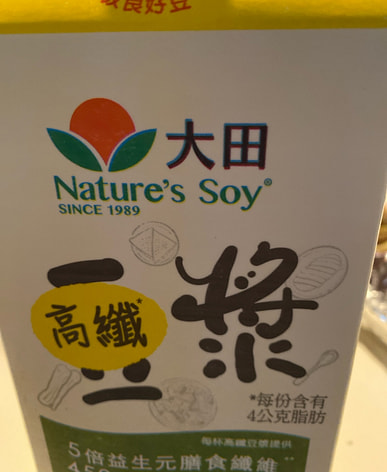 大田
Nature's Soy®
SINCE 1989
豆漿
高纖*
*每份含有
4公克脂肪
每杯高纖豆漿提供
5倍益生元膳食纖維**